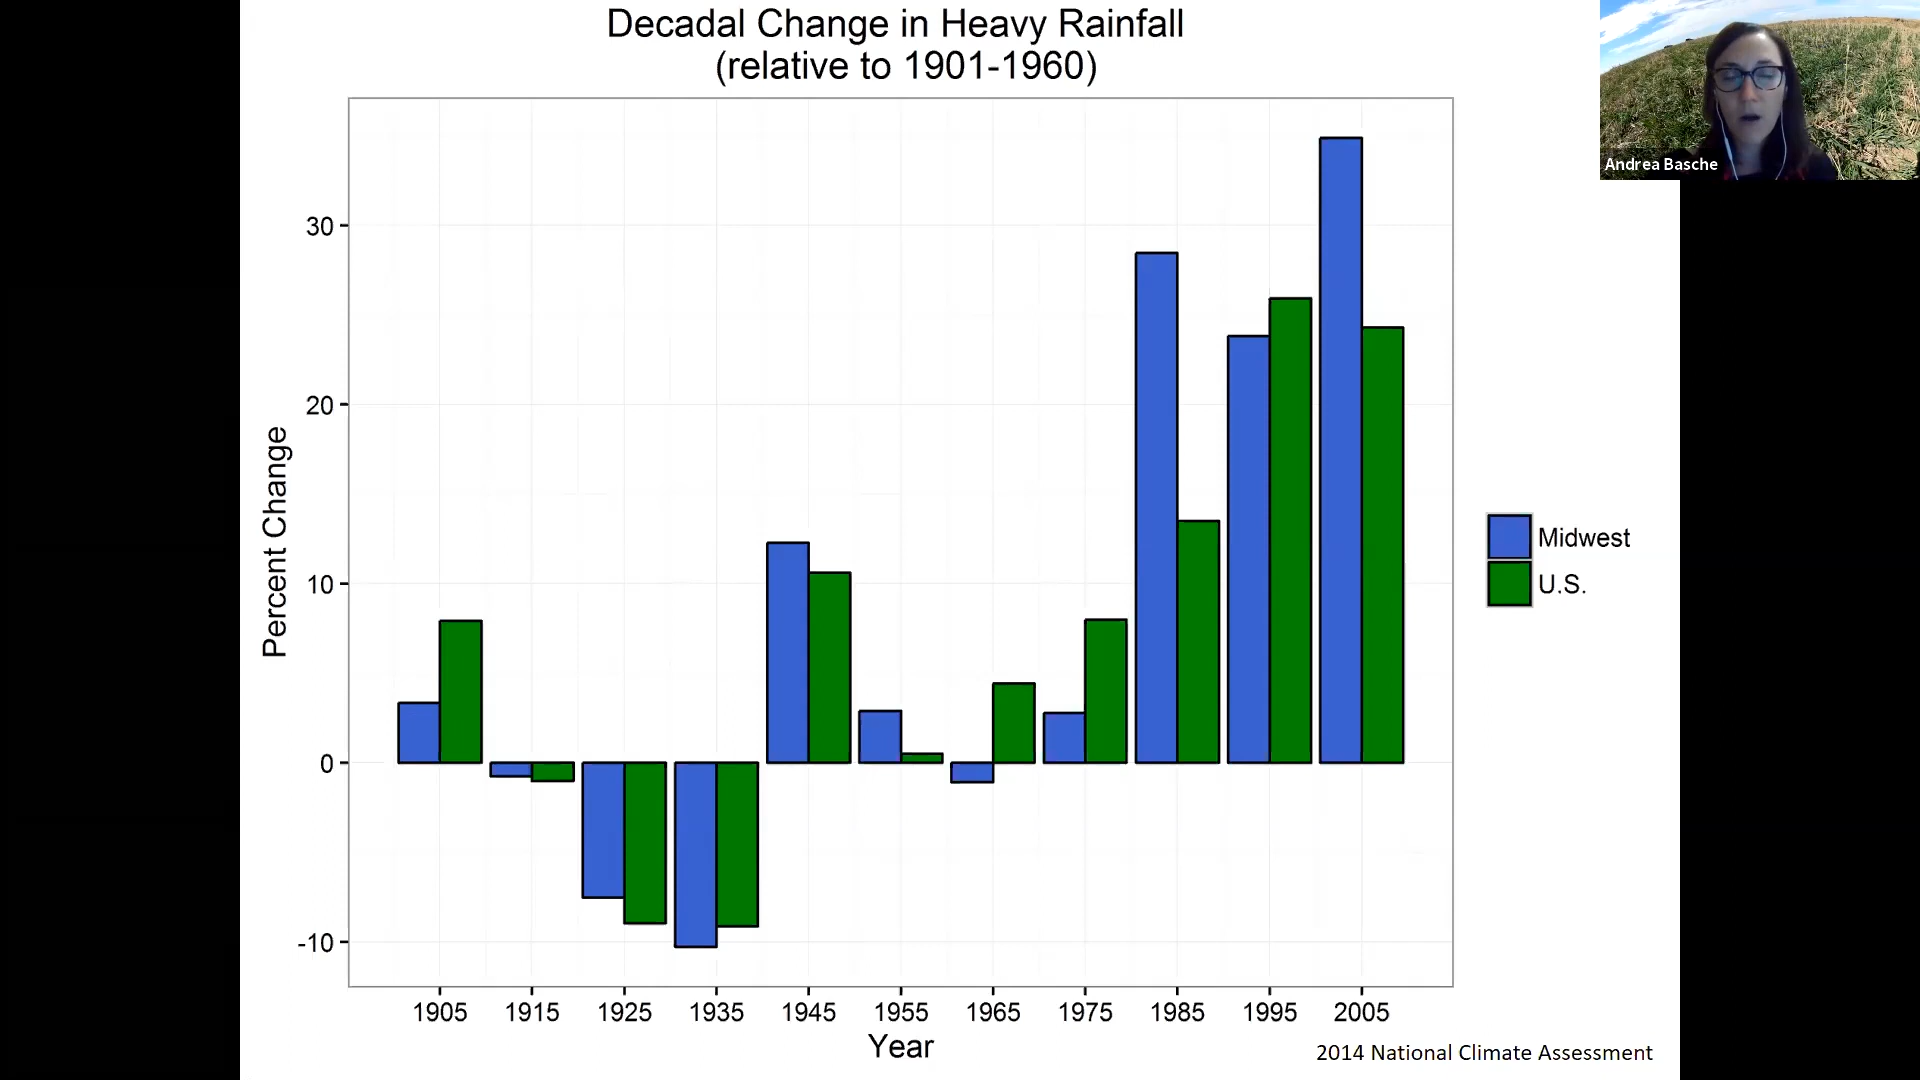 Decadal Change in Heavy Rainfall
(relative to 1901-1960)
Andrea Basche
Percent Change
30
20
10
0
-10
Midwest
U.S.
1905 1915 1925 1935 1945 1955 1965 1975 1985 1995 2005
Year
2014 National Climate Assessment